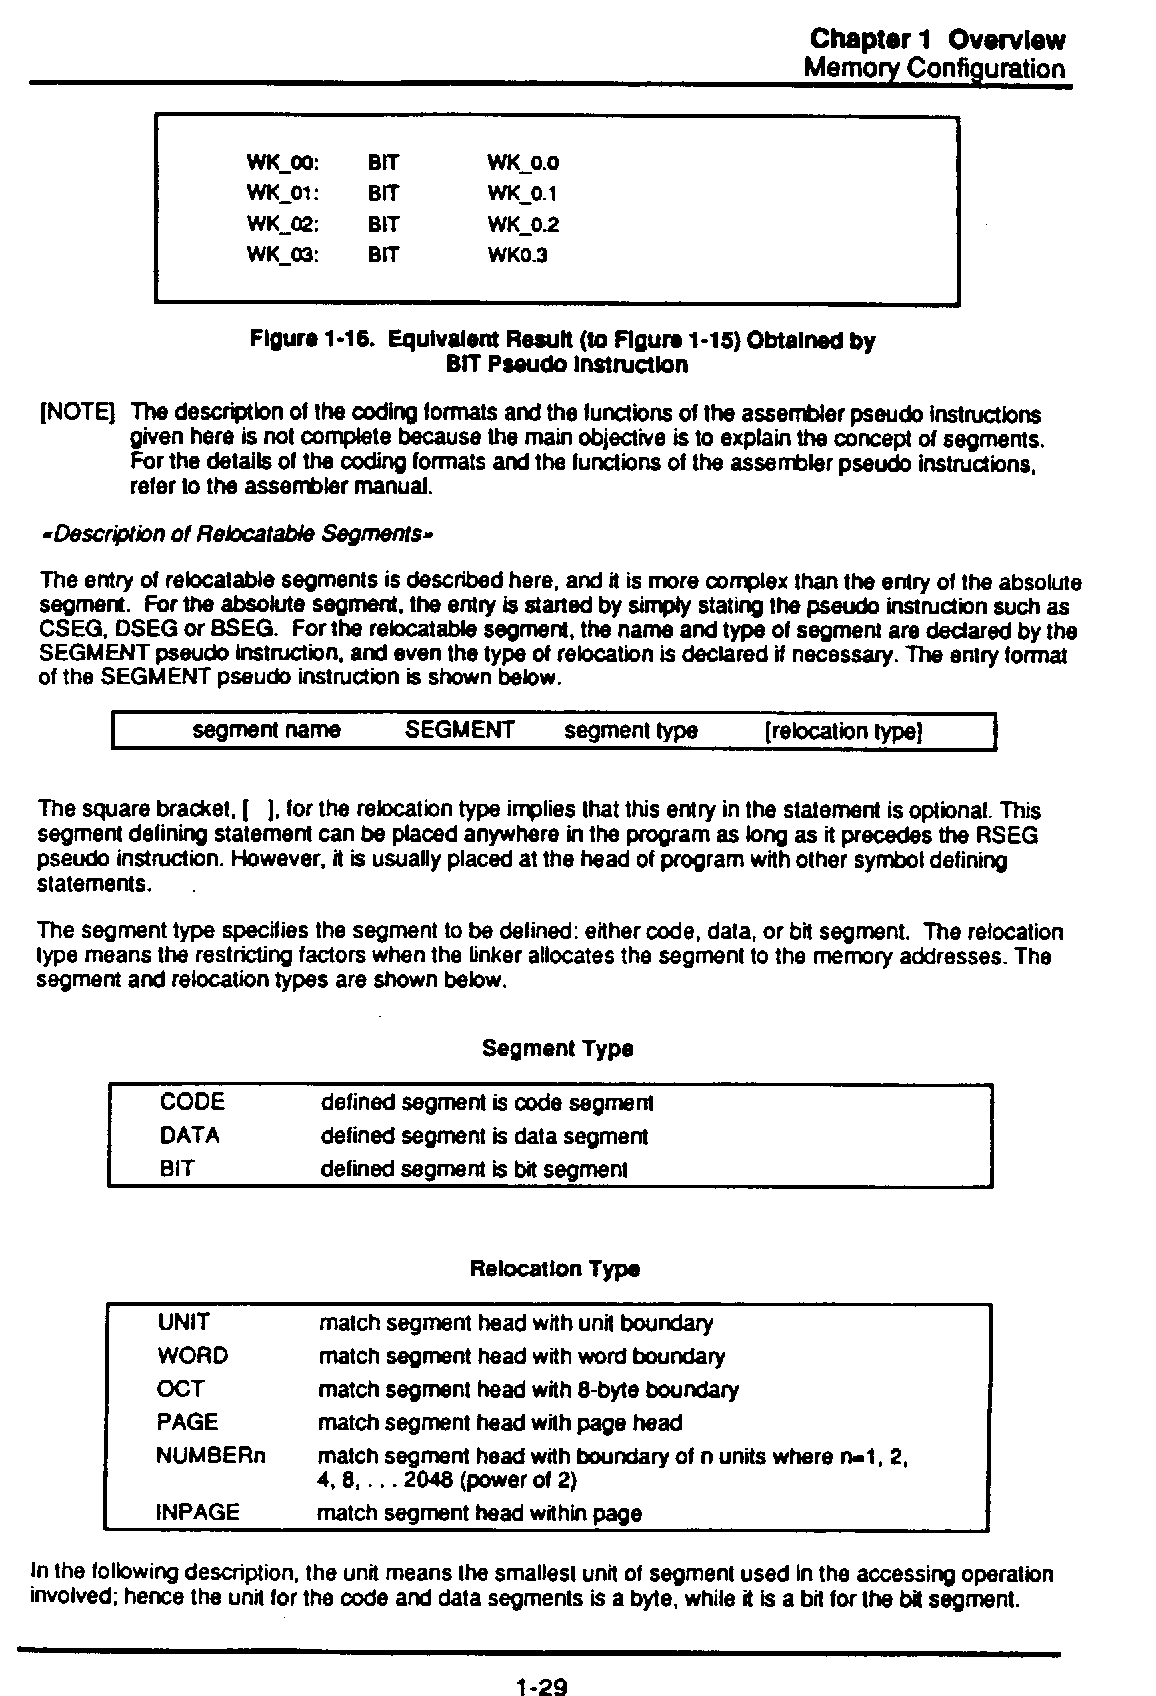 Chapter 1 Overview
Memory Configuration
WK_00: BIT WK_0.0
WK_01: BIT WK_0.1
WK_02: BIT WK_0.2
WK_03: BIT WK0.3
Figure 1-16. Equivalent Result (to Figure 1-15) Obtained by
BIT Pseudo Instruction
[NOTE] The description of the coding formats and the functions of the assembler pseudo instructions
given here is not complete because the main objective is to explain the concept of segments.
For the details of the coding formats and the functions of the assembler pseudo instructions,
refer to the assembler manual.
«Description of Relocatable Segments»
The entry of relocatable segments is described here, and it is more complex than the entry of the absolute
segment. For the absolute segment, the entry is started by simply stating the pseudo instruction such as
CSEG, DSEG or BSEG. For the relocatable segment, the name and type of segment are declared by the
SEGMENT pseudo instruction, and even the type of relocation is declared if necessary. The entry format
of the SEGMENT pseudo instruction is shown below.
segment name SEGMENT segment type [relocation type]
The square bracket, [ ], for the relocation type implies that this entry in the statement is optional. This
segment defining statement can be placed anywhere in the program as long as it precedes the RSEG
pseudo instruction. However, it is usually placed at the head of program with other symbol defining
statements.
The segment type specifies the segment to be defined: either code, data, or bit segment. The relocation
type means the restricting factors when the linker allocates the segment to the memory addresses. The
segment and relocation types are shown below.
Segment Type
CODE defined segment is code segment
DATA defined segment is data segment
BIT defined segment is bit segment
Relocation Type
UNIT match segment head with unit boundary
WORD match segment head with word boundary
OCT match segment head with 8-byte boundary
PAGE match segment head with page head
NUMBERn match segment head with boundary of n units where n=1, 2,
4, 8, . . . 2048 (power of 2)
INPAGE match segment head within page
In the following description, the unit means the smallest unit of segment used in the accessing operation
involved; hence the unit for the code and data segments is a byte, while it is a bit for the bit segment.
1-29